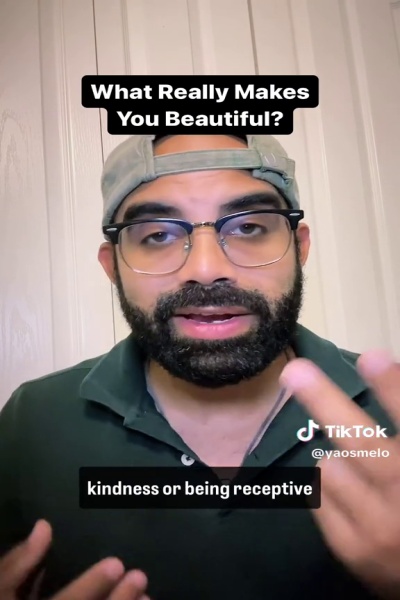 What Really Makes
You Beautiful?
TikTok
@yaosmelo
kindness or being receptive